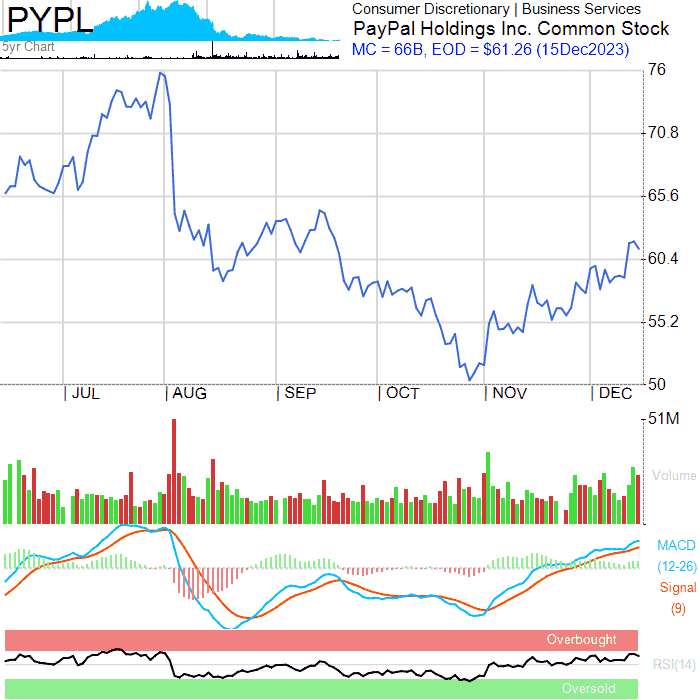 PYPL
5yr Chart
Consumer Discretionary | Business Services
PayPal Holdings Inc. Common Stock
MC = 66B, EOD = $61.26 (15Dec2023)
76
70.8
65.6
60.4
55.2
50
JUL
AUG
SEP
OCT
NOV
DEC
51M
Volume
MACD
(12-26)
Signal
(9)
Overbought
RSI(14)
Oversold